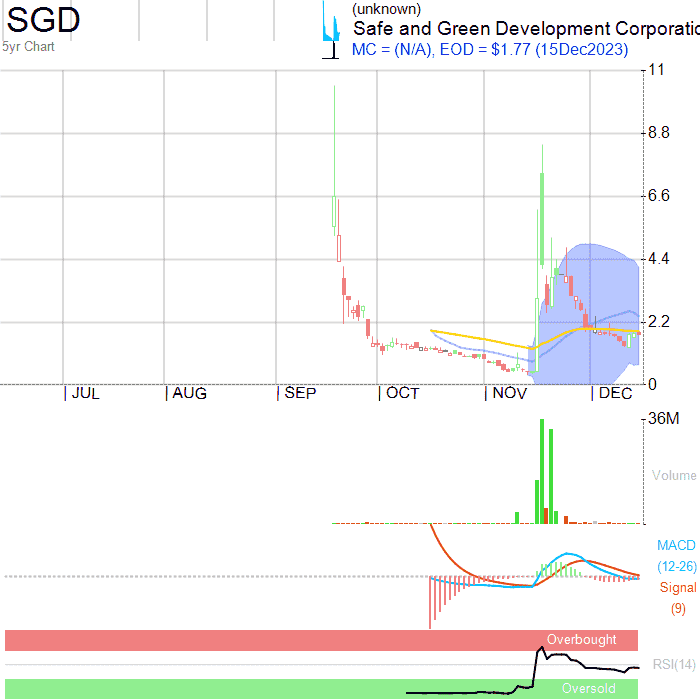 SGD
5yr Chart
(unknown)
Safe and Green Development Corporatio
MC = (N/A), EOD = $1.77 (15Dec2023)
11
8.8
6.6
4.4
2.2
0
JUL AUG SEP OCT NOV DEC
36M
Volume
MACD
(12-26)
Signal
(9)
Overbought
RSI(14)
Oversold